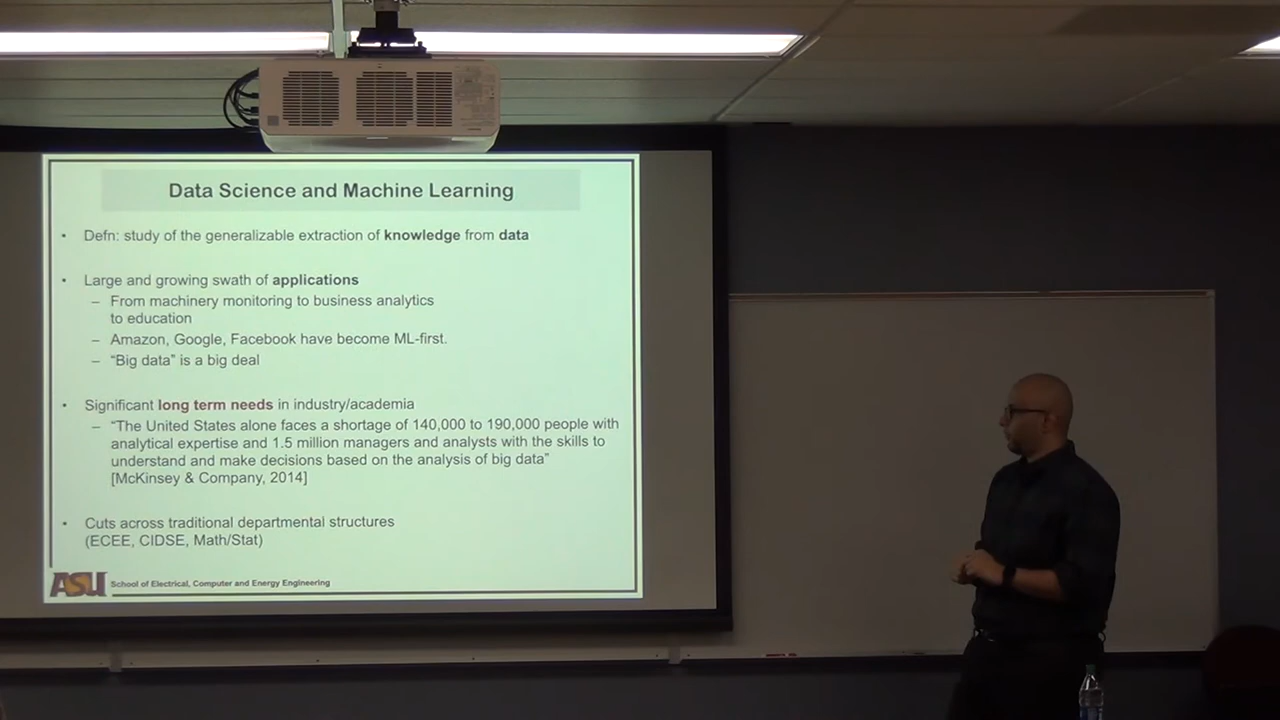 Data Science and Machine Learning
• Defn: study of the generalizable extraction of knowledge from data
• Large and growing swath of applications
– From machinery monitoring to business analytics
to education
– Amazon, Google, Facebook have become ML-first.
– “Big data” is a big deal
• Significant long term needs in industry/academia
– “The United States alone faces a shortage of 140,000 to 190,000 people with
analytical expertise and 1.5 million managers and analysts with the skills to
understand and make decisions based on the analysis of big data”
[McKinsey & Company, 2014]
• Cuts across traditional departmental structures
(ECEE, CIDSE, Math/Stat)
ASU School of Electrical, Computer and Energy Engineering